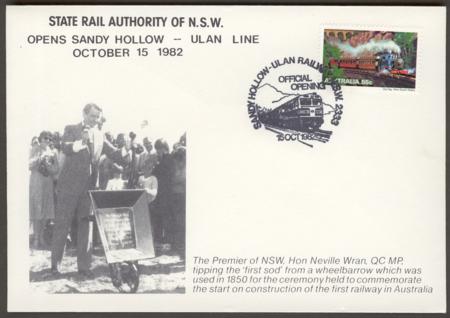 STATE RAIL AUTHORITY OF N.S.W.
OPENS SANDY HOLLOW -- ULAN LINE
OCTOBER 15 1982
SANDY HOLLOW-ULAN RAILWAY NSW. 2333
OFFICIAL
OPENING
15 OCT 1982
AUSTRALIA 55c
The Premier of NSW, Hon Neville Wran, QC MP,
tipping the 'first sod' from a wheelbarrow which was
used in 1850 for the ceremony held to commemorate
the start on construction of the first railway in Australia